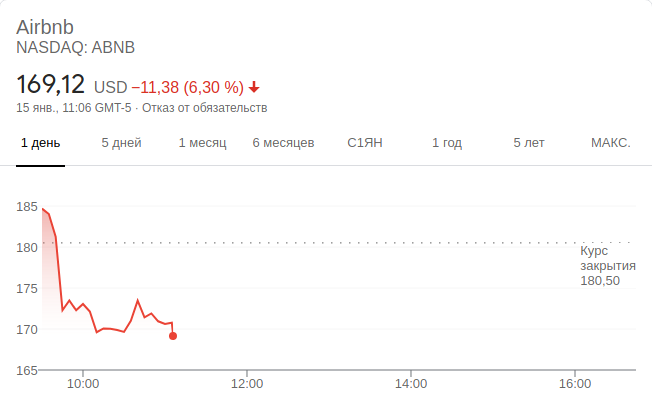 Airbnb
NASDAQ: ABNB
169,12 USD −11,38 (6,30 %)
15 янв., 11:06 GMT-5 · Отказ от обязательств
1 день 5 дней 1 месяц 6 месяцев С1ЯН 1 год 5 лет МАКС.
185
180
175
170
165
Курс
закрытия
180,50
10:00 12:00 14:00 16:00